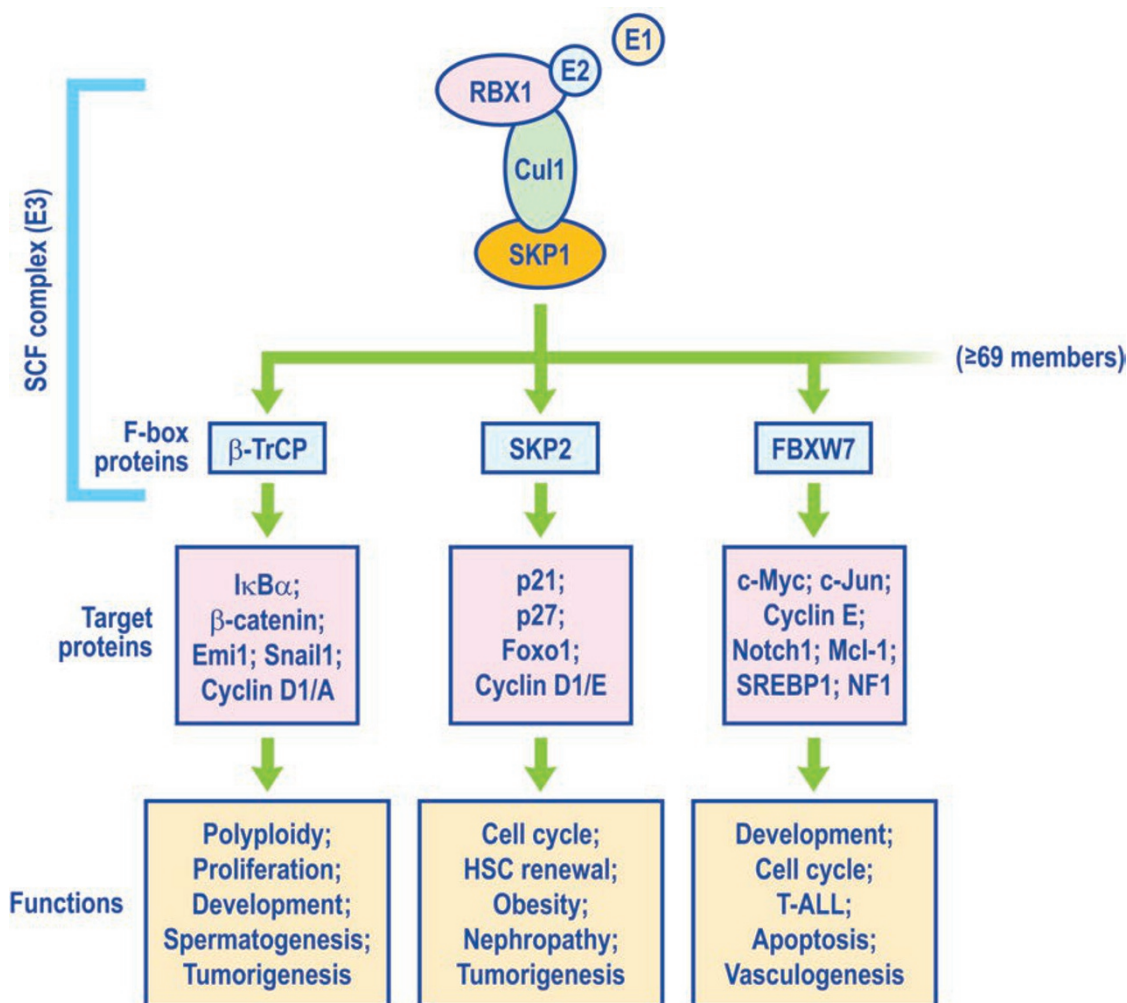 E1
E2
RBX1
Cul1
SKP1
SCF complex (E3)
(≥69 members)
F-box
proteins
β-TrCP
SKP2
FBXW7
Target
proteins
IκBα;
β-catenin;
Emi1; Snail1;
Cyclin D1/A
p21;
p27;
Foxo1;
Cyclin D1/E
c-Myc; c-Jun;
Cyclin E;
Notch1; Mcl-1;
SREBP1; NF1
Functions
Polyploidy;
Proliferation;
Development;
Spermatogenesis;
Tumorigenesis
Cell cycle;
HSC renewal;
Obesity;
Nephropathy;
Tumorigenesis
Development;
Cell cycle;
T-ALL;
Apoptosis;
Vasculogenesis